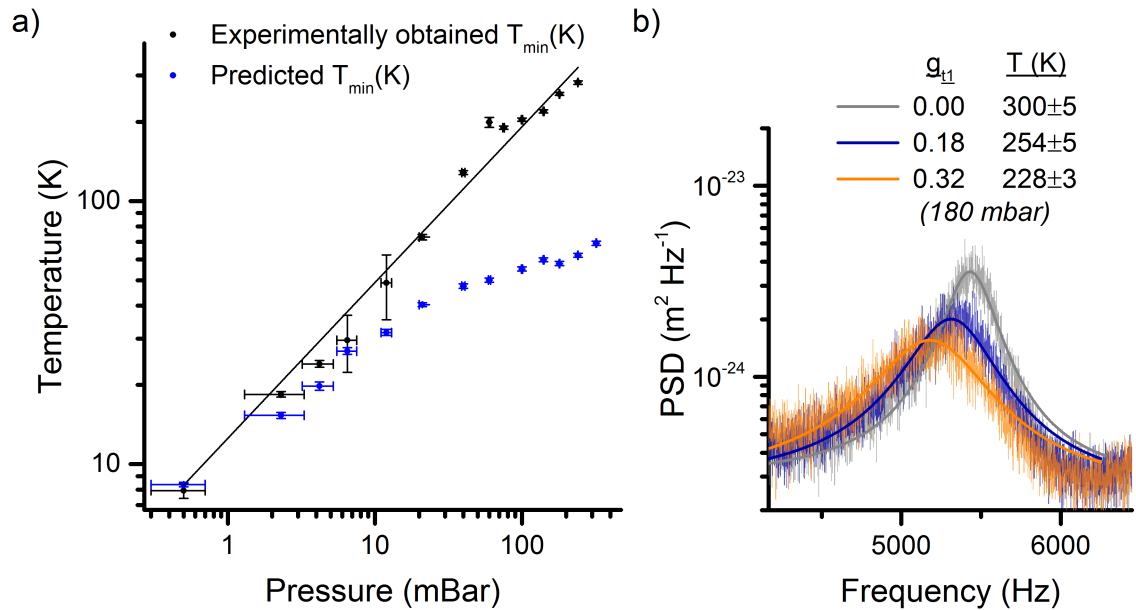 a)
Experimentally obtained T_min(K)
Predicted T_min(K)
Temperature (K)
100
10
1
10
100
Pressure (mBar)
b)
g_t1 T (K)
0.00 300±5
0.18 254±5
0.32 228±3
(180 mbar)
PSD (m² Hz⁻¹)
10⁻²³
10⁻²⁴
5000
6000
Frequency (Hz)